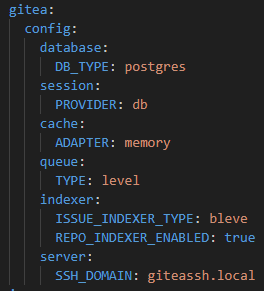 gitea:
  config:
    database:
      DB_TYPE: postgres
    session:
      PROVIDER: db
    cache:
      ADAPTER: memory
    queue:
      TYPE: level
    indexer:
      ISSUE_INDEXER_TYPE: bleve
      REPO_INDEXER_ENABLED: true
    server:
      SSH_DOMAIN: giteassh.local